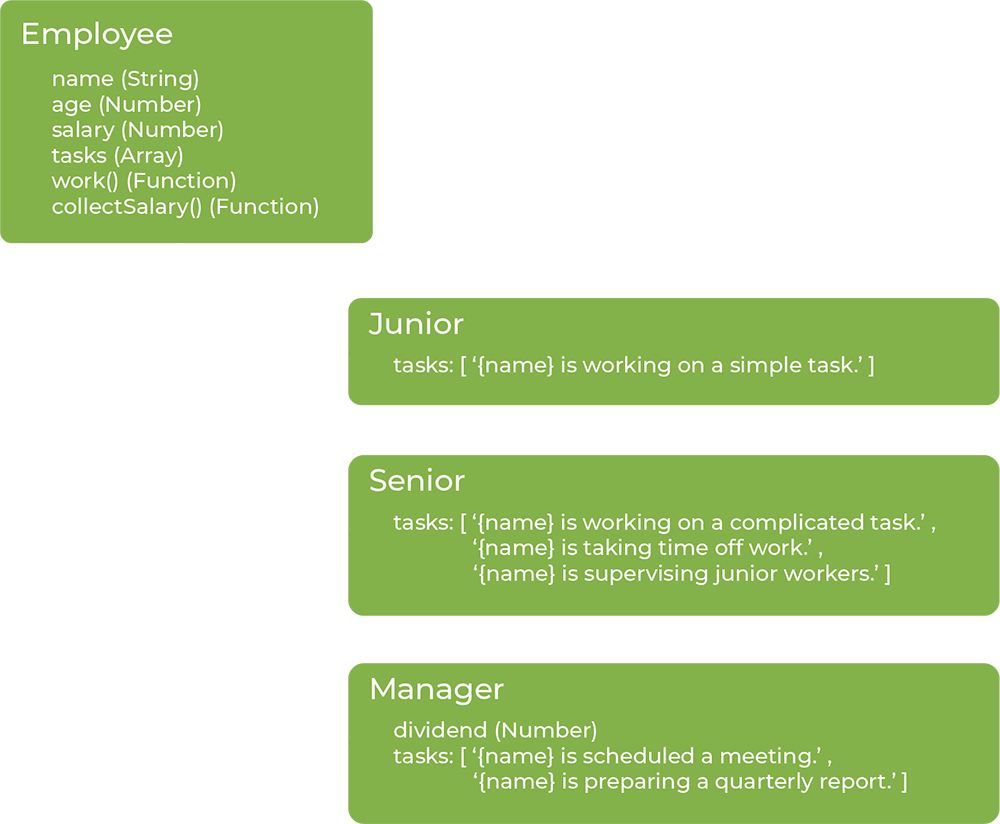 Employee
name (String)
age (Number)
salary (Number)
tasks (Array)
work() (Function)
collectSalary() (Function)
Junior
tasks: [ ‘{name} is working on a simple task.’ ]
Senior
tasks: [ ‘{name} is working on a complicated task.’ ,
‘{name} is taking time off work.’ ,
‘{name} is supervising junior workers.’ ]
Manager
dividend (Number)
tasks: [ ‘{name} is scheduled a meeting.’ ,
‘{name} is preparing a quarterly report.’ ]